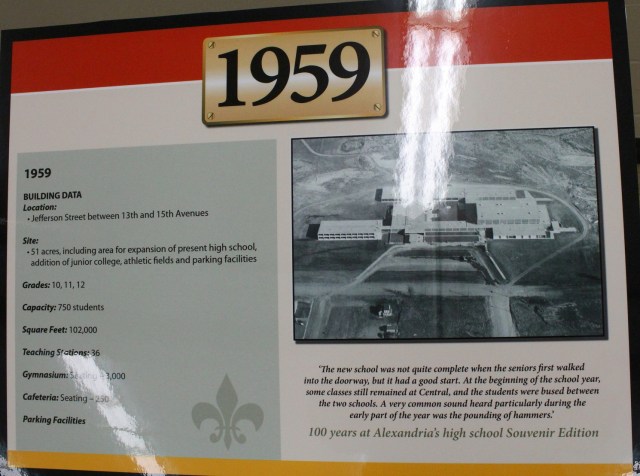 1959
1959
BUILDING DATA
Location:
• Jefferson Street between 13th and 15th Avenues
Site:
• 51 acres, including area for expansion of present high school,
addition of junior college, athletic fields and parking facilities
Grades: 10, 11, 12
Capacity: 750 students
Square Feet: 102,000
Teaching Stations: 36
Gymnasium: Seating – 3,000
Cafeteria: Seating – 250
Parking Facilities
'The new school was not quite complete when the seniors first walked
into the doorway, but it had a good start. At the beginning of the school year,
some classes still remained at Central, and the students were bused between
the two schools. A very common sound heard particularly during the
early part of the year was the pounding of hammers.'
100 years at Alexandria's high school Souvenir Edition